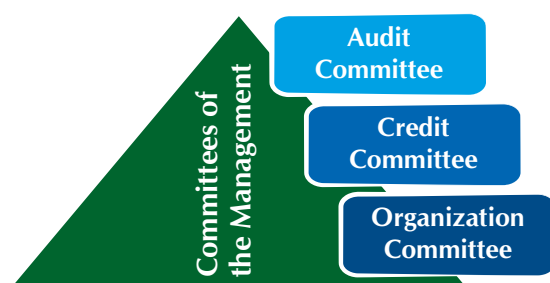 Committees of
the Management
Audit
Committee
Credit
Committee
Organization
Committee